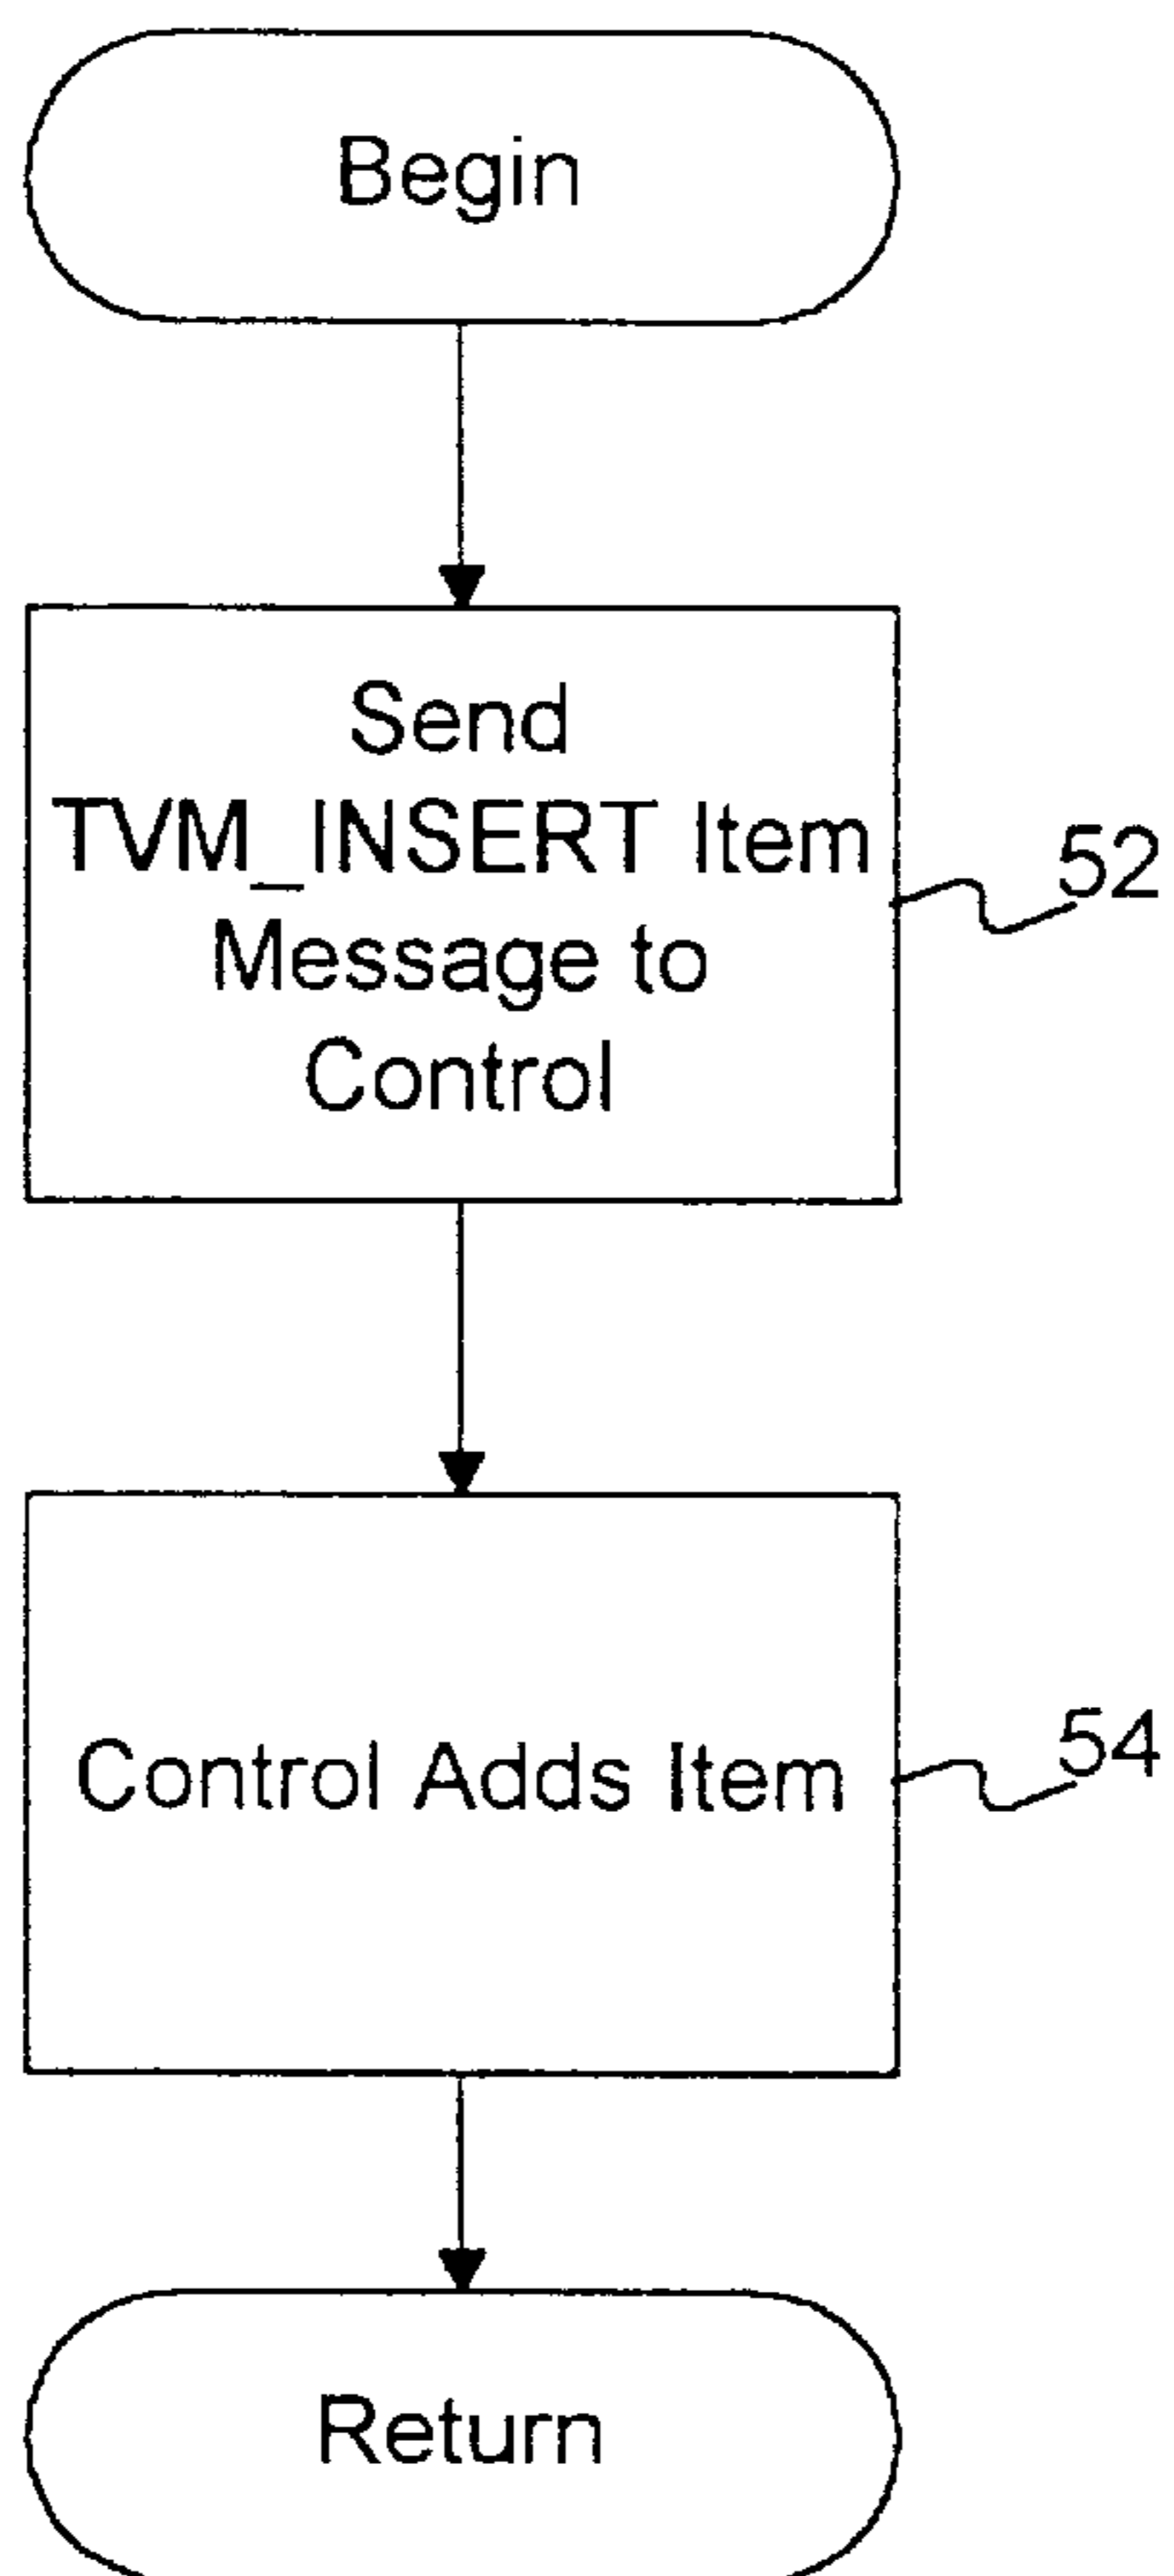 Begin
Send
TVM_INSERT Item
Message to
Control
52
Control Adds Item
54
Return